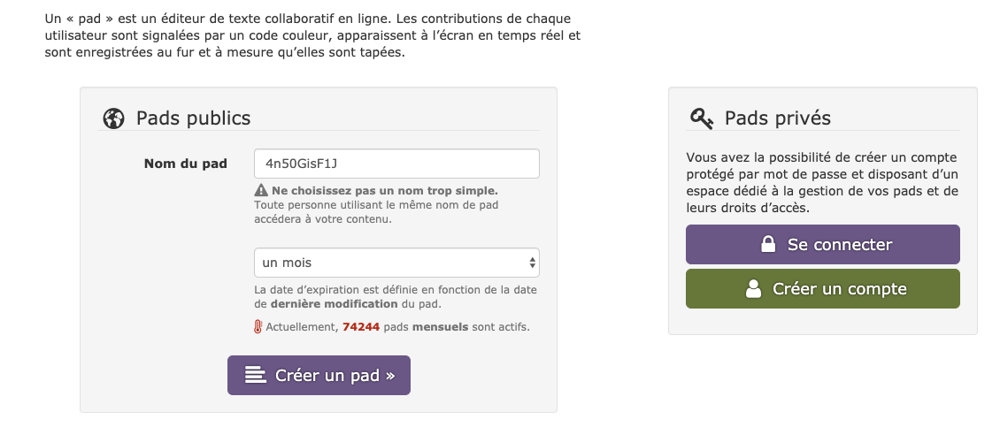 Un « pad » est un éditeur de texte collaboratif en ligne. Les contributions de chaque
utilisateur sont signalées par un code couleur, apparaissent à l’écran en temps réel et
sont enregistrées au fur et à mesure qu’elles sont tapées.
Pads publics
Nom du pad
4n50GisF1J
Ne choisissez pas un nom trop simple.
Toute personne utilisant le même nom de pad
accédera à votre contenu.
un mois
La date d’expiration est définie en fonction de la date
de dernière modification du pad.
Actuellement, 74244 pads mensuels sont actifs.
Créer un pad »
Pads privés
Vous avez la possibilité de créer un compte
protégé par mot de passe et disposant d’un
espace dédié à la gestion de vos pads et de
leurs droits d’accès.
Se connecter
Créer un compte